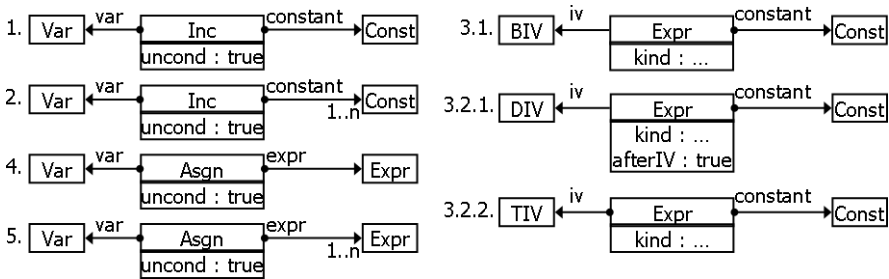 1. Var var Inc constant Const
uncond : true
2. Var var Inc constant 1..n Const
uncond : true
4. Var var Asgn expr Expr
uncond : true
5. Var var Asgn expr 1..n Expr
uncond : true
3.1. BIV iv Expr constant Const
kind : ...
3.2.1. DIV iv Expr constant Const
kind : ...
afterIV : true
3.2.2. TIV iv Expr constant Const
kind : ...